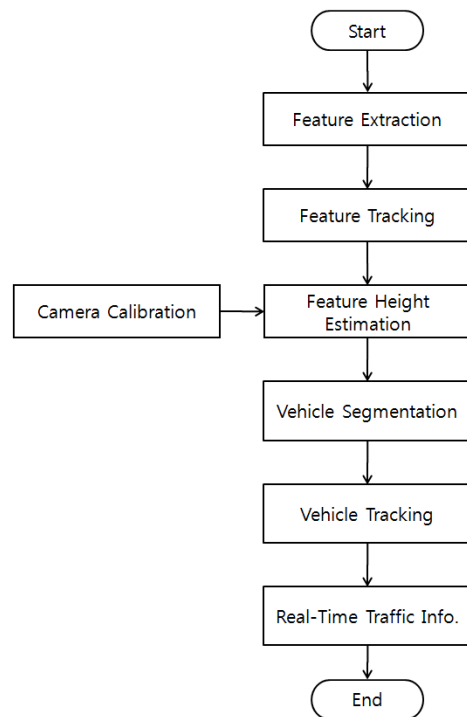 Start
Feature Extraction
Feature Tracking
Camera Calibration
Feature Height
Estimation
Vehicle Segmentation
Vehicle Tracking
Real-Time Traffic Info.
End